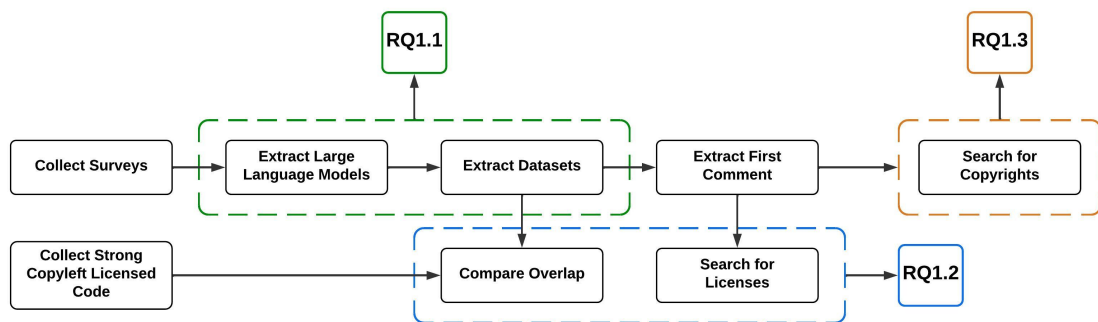 RQ1.1
RQ1.3
Collect Surveys
Extract Large
Language Models
Extract Datasets
Extract First
Comment
Search for
Copyrights
Collect Strong
Copyleft Licensed
Code
Compare Overlap
Search for
Licenses
RQ1.2